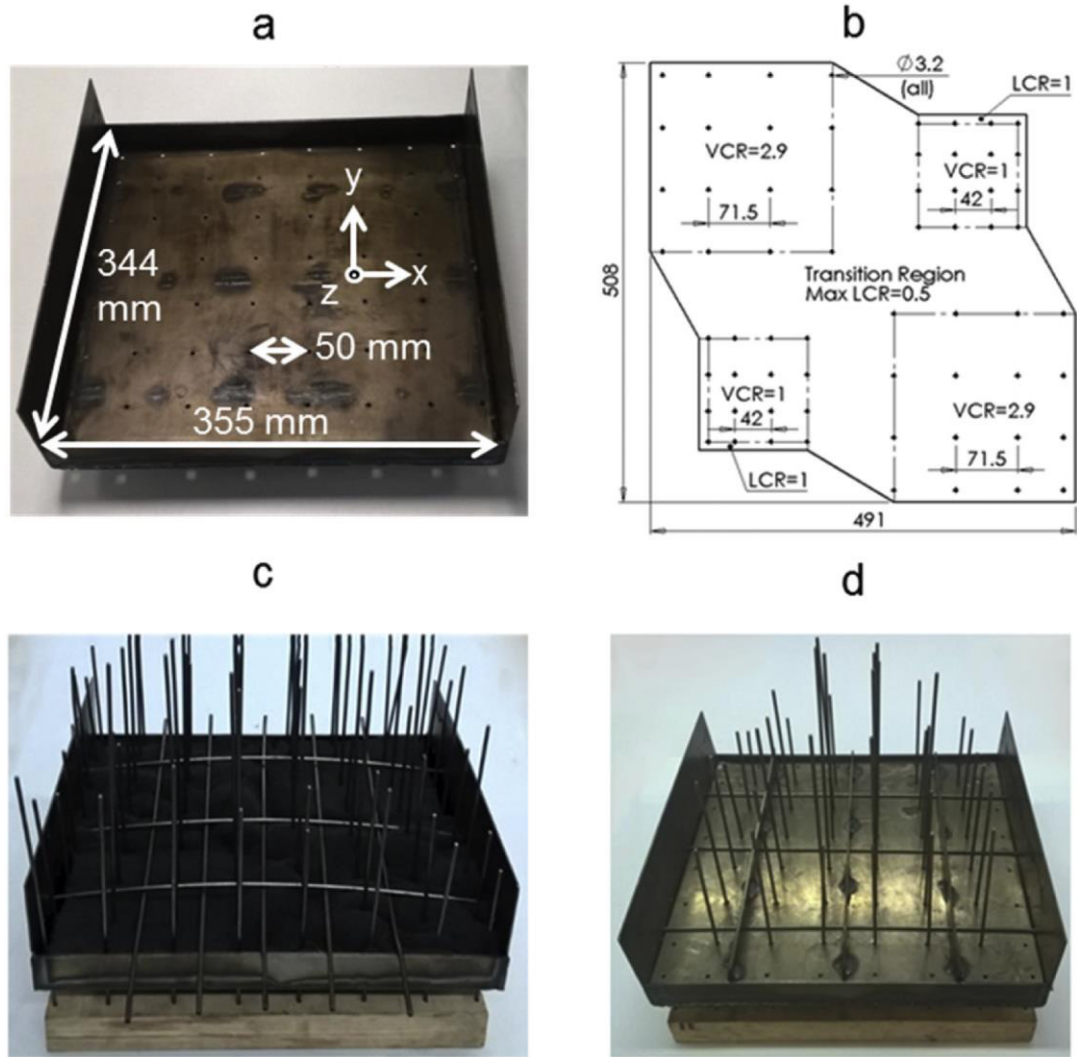 a
344
mm
y
x
z
50 mm
355 mm
b
∅3.2
(all)
LCR=1
VCR=2.9
71.5
VCR=1
42
508
Transition Region
Max LCR=0.5
VCR=1
42
VCR=2.9
71.5
LCR=1
491
c
d